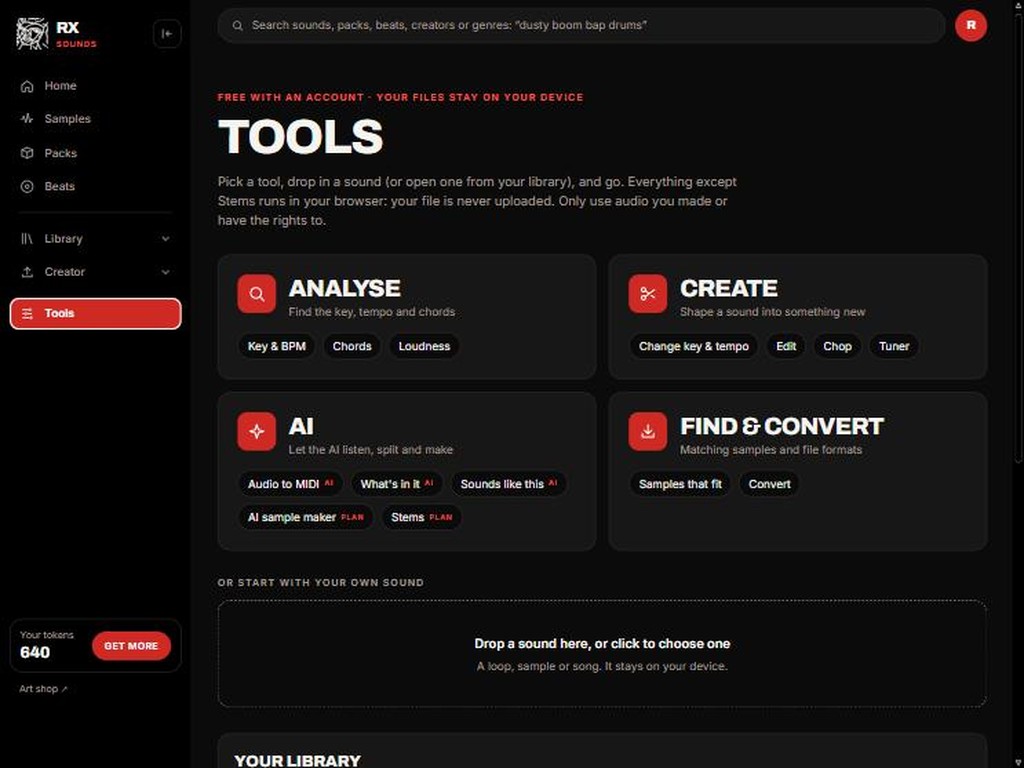 RX
SOUNDS
Home
Samples
Packs
Beats
Library
Creator
Tools
Your tokens
640
GET MORE
Art shop ↗
Search sounds, packs, beats, creators or genres: "dusty boom bap drums"
R
FREE WITH AN ACCOUNT · YOUR FILES STAY ON YOUR DEVICE
TOOLS
Pick a tool, drop in a sound (or open one from your library), and go. Everything except
Stems runs in your browser: your file is never uploaded. Only use audio you made or
have the rights to.
ANALYSE
Find the key, tempo and chords
Key & BPM Chords Loudness
CREATE
Shape a sound into something new
Change key & tempo Edit Chop Tuner
AI
Let the AI listen, split and make
Audio to MIDI AI What's in it AI Sounds like this AI
AI sample maker PLAN Stems PLAN
FIND & CONVERT
Matching samples and file formats
Samples that fit Convert
OR START WITH YOUR OWN SOUND
Drop a sound here, or click to choose one
A loop, sample or song. It stays on your device.
YOUR LIBRARY